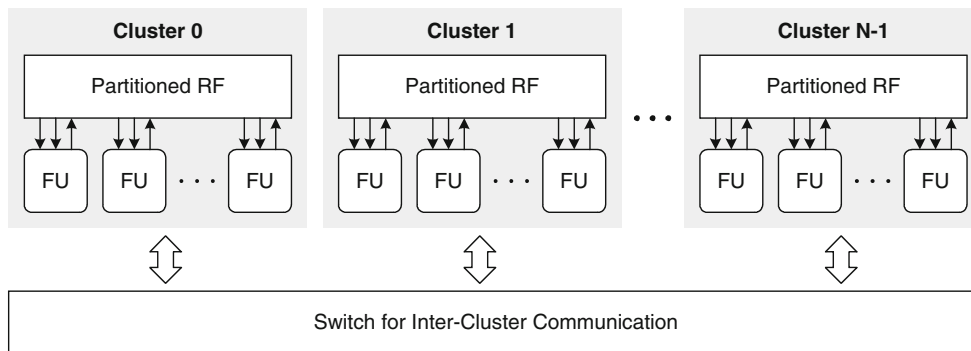 Cluster 0 Cluster 1 Cluster N-1
Partitioned RF Partitioned RF . . . Partitioned RF
FU FU . . . FU FU FU . . . FU FU FU . . . FU
Switch for Inter-Cluster Communication